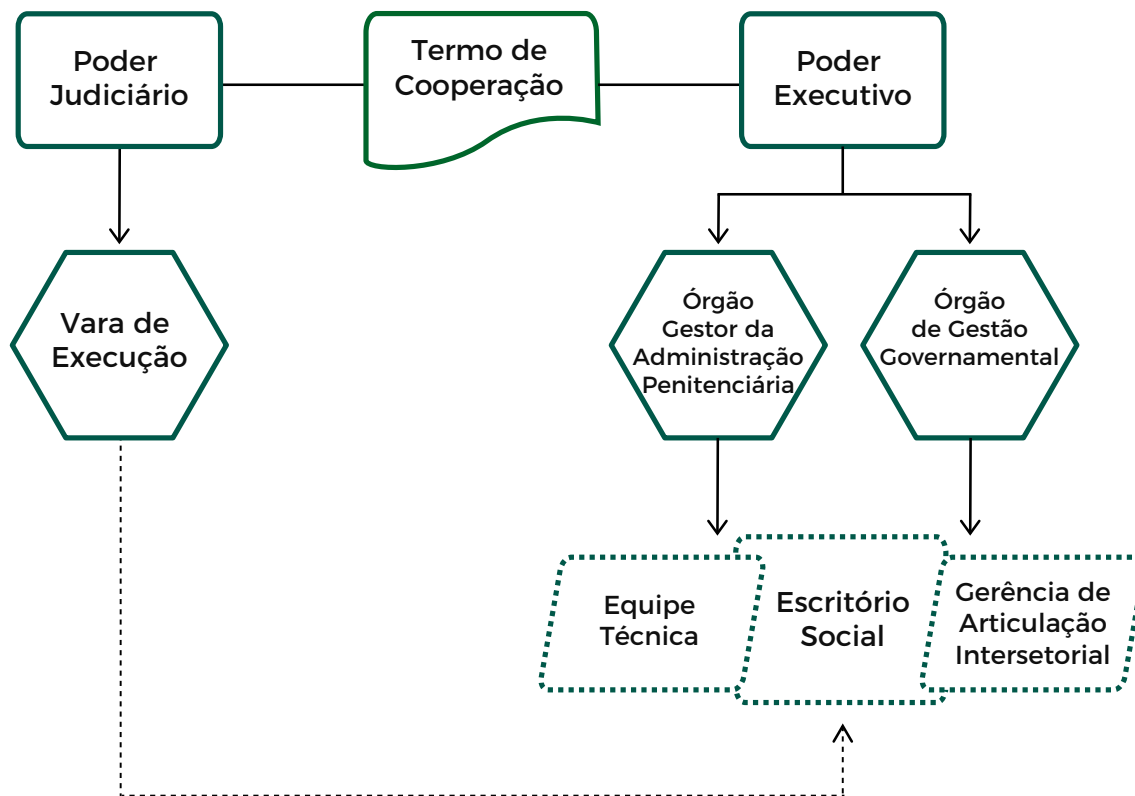 Poder
Judiciário
Termo de
Cooperação
Poder
Executivo
Vara de
Execução
Órgão
Gestor da
Administração
Penitenciária
Órgão
de Gestão
Governamental
Equipe
Técnica
Escritório
Social
Gerência de
Articulação
Intersetorial